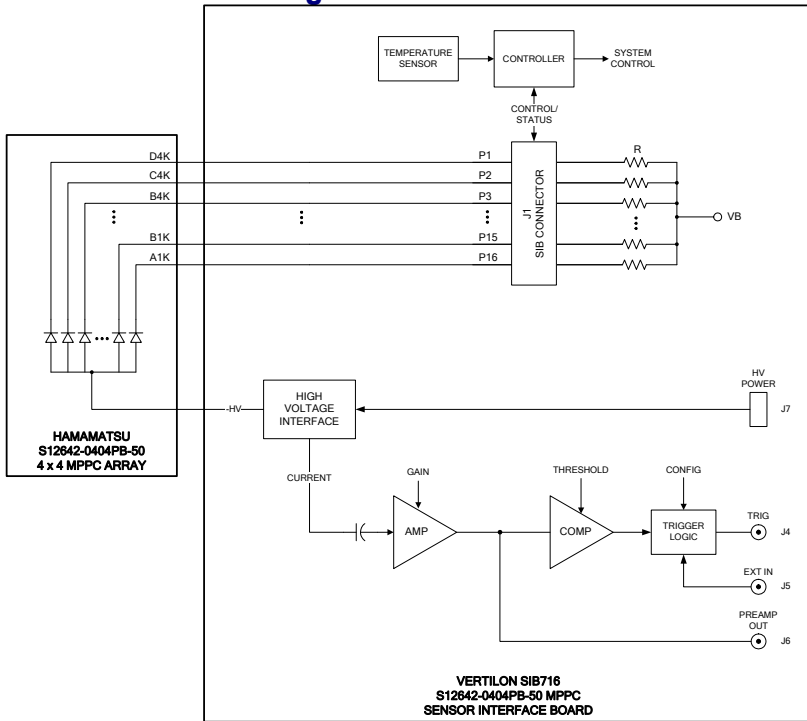 TEMPERATURE
SENSOR
CONTROLLER
SYSTEM
CONTROL
CONTROL/
STATUS
D4K
C4K
B4K
B1K
A1K
P1
P2
P3
P15
P16
J1
SIB CONNECTOR
R
VB
HAMAMATSU
S12642-0404PB-50
4 x 4 MPPC ARRAY
-HV
HIGH
VOLTAGE
INTERFACE
HV
POWER
J7
CURRENT
GAIN
AMP
THRESHOLD
COMP
CONFIG
TRIGGER
LOGIC
TRIG
J4
EXT IN
J5
PREAMP
OUT
J6
VERTILON SIB716
S12642-0404PB-50 MPPC
SENSOR INTERFACE BOARD